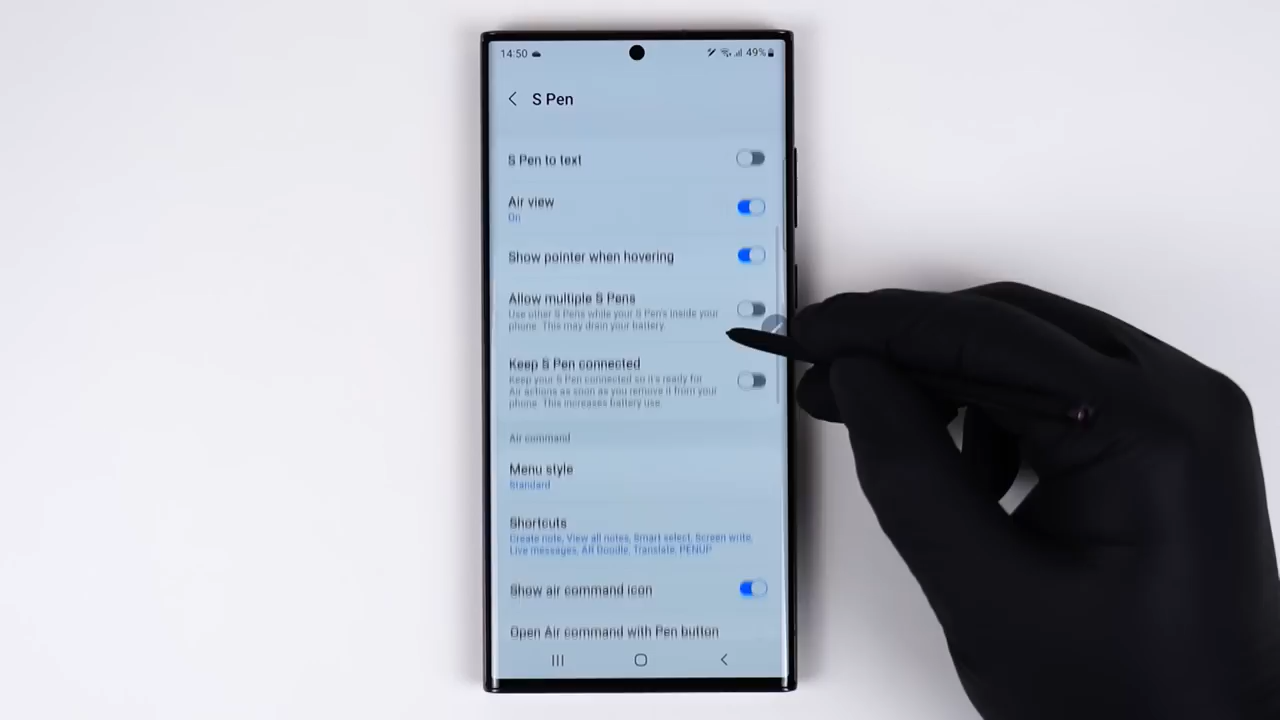 14:50
49%
S Pen
S Pen to text
Air view
On
Show pointer when hovering
Allow multiple S Pens
Use other S Pens while your S Pen's inside your
phone. This may drain your battery.
Keep S Pen connected
Keep your S Pen connected so it's ready for
Air actions as soon as you remove it from your
phone. This increases battery use.
Air command
Menu style
Standard
Shortcuts
Create note, View all notes, Smart select, Screen write,
Live messages, AR Doodle, Translate, PENUP
Show air command icon
Open Air command with Pen button